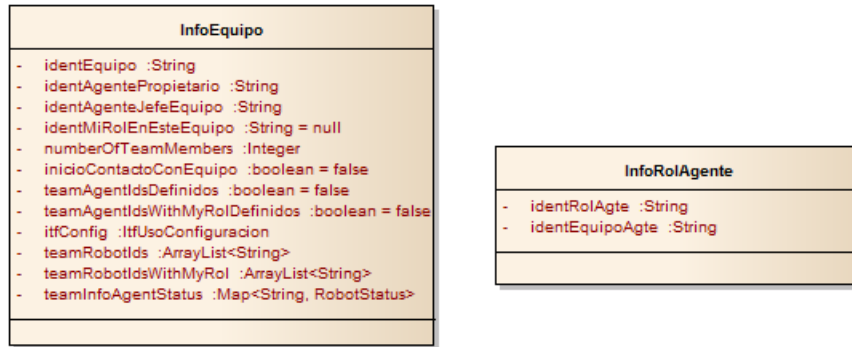 InfoEquipo
- identEquipo :String
- identAgentePropietario :String
- identAgenteJefeEquipo :String
- identMiRolEnEsteEquipo :String = null
- numberOfTeamMembers :Integer
- inicioContactoConEquipo :boolean = false
- teamAgentIdsDefinidos :boolean = false
- teamAgentIdsWithMyRolDefinidos :boolean = false
- itfConfig :ItfUsoConfiguracion
- teamRobotIds :ArrayList<String>
- teamRobotIdsWithMyRol :ArrayList<String>
- teamInfoAgentStatus :Map<String, RobotStatus>
InfoRolAgente
- identRolAgte :String
- identEquipoAgte :String